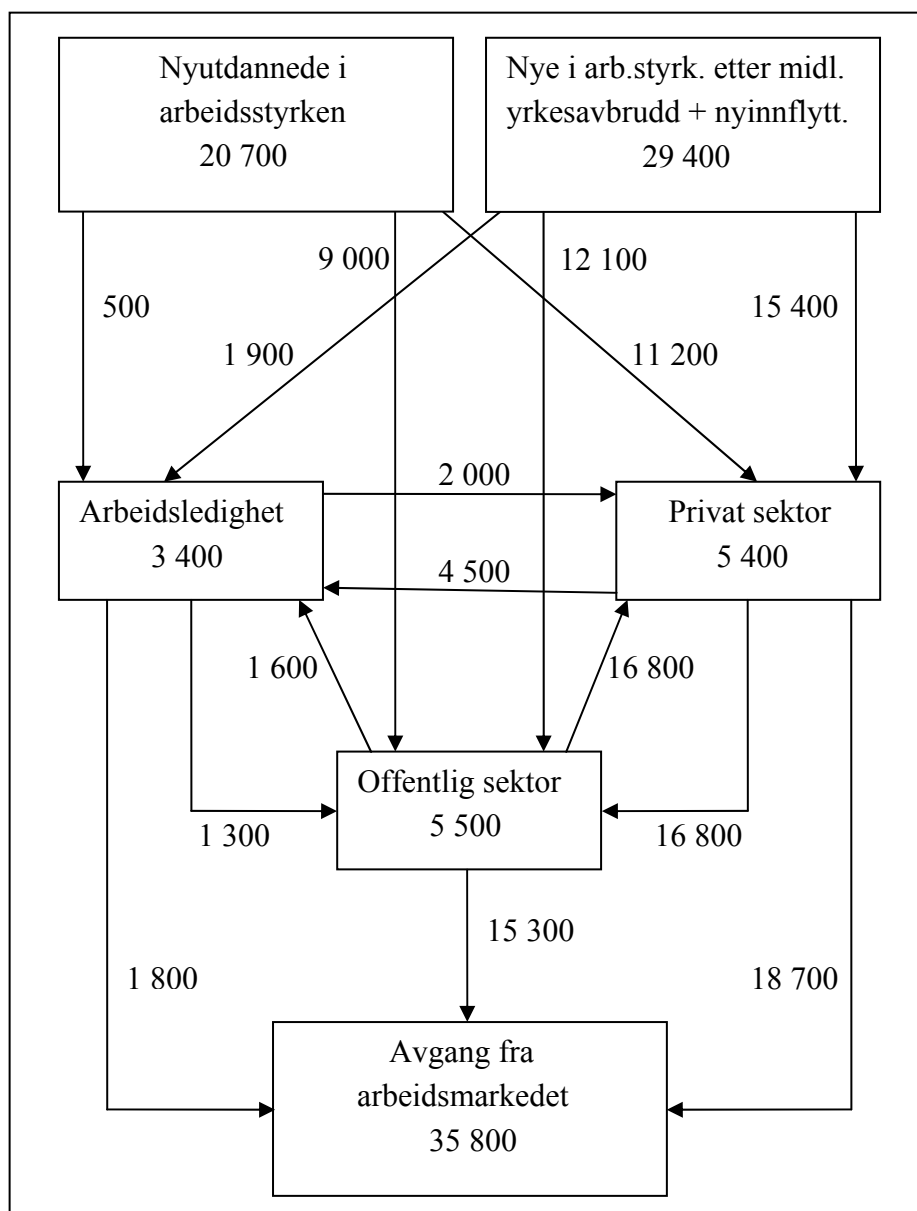 Nyutdannede i
arbeidsstyrken
20 700
Nye i arb.styrk. etter midl.
yrkesavbrudd + nyinnflytt.
29 400
9 000
12 100
500
15 400
1 900
11 200
2 000
Arbeidsledighet
3 400
Privat sektor
5 400
4 500
1 600
16 800
Offentlig sektor
5 500
1 300
16 800
15 300
1 800
18 700
Avgang fra
arbeidsmarkedet
35 800